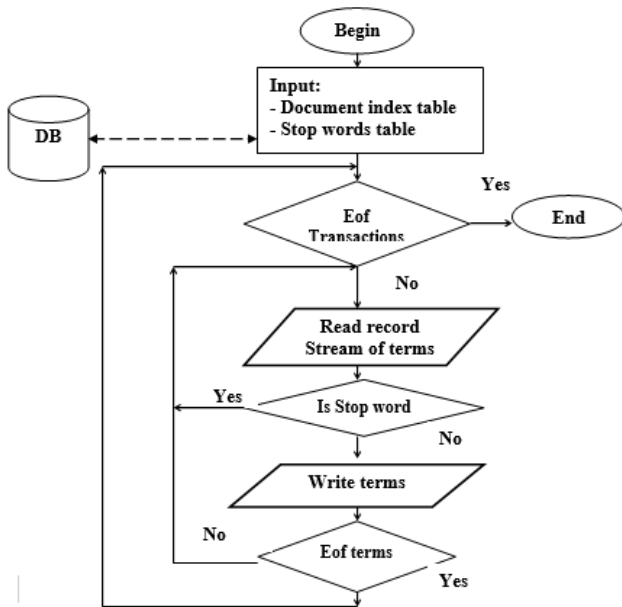 Begin
Input:
- Document index table
- Stop words table
DB
Yes
Eof
Transactions
End
No
Read record
Stream of terms
Yes
Is Stop word
No
Write terms
No
Eof terms
Yes